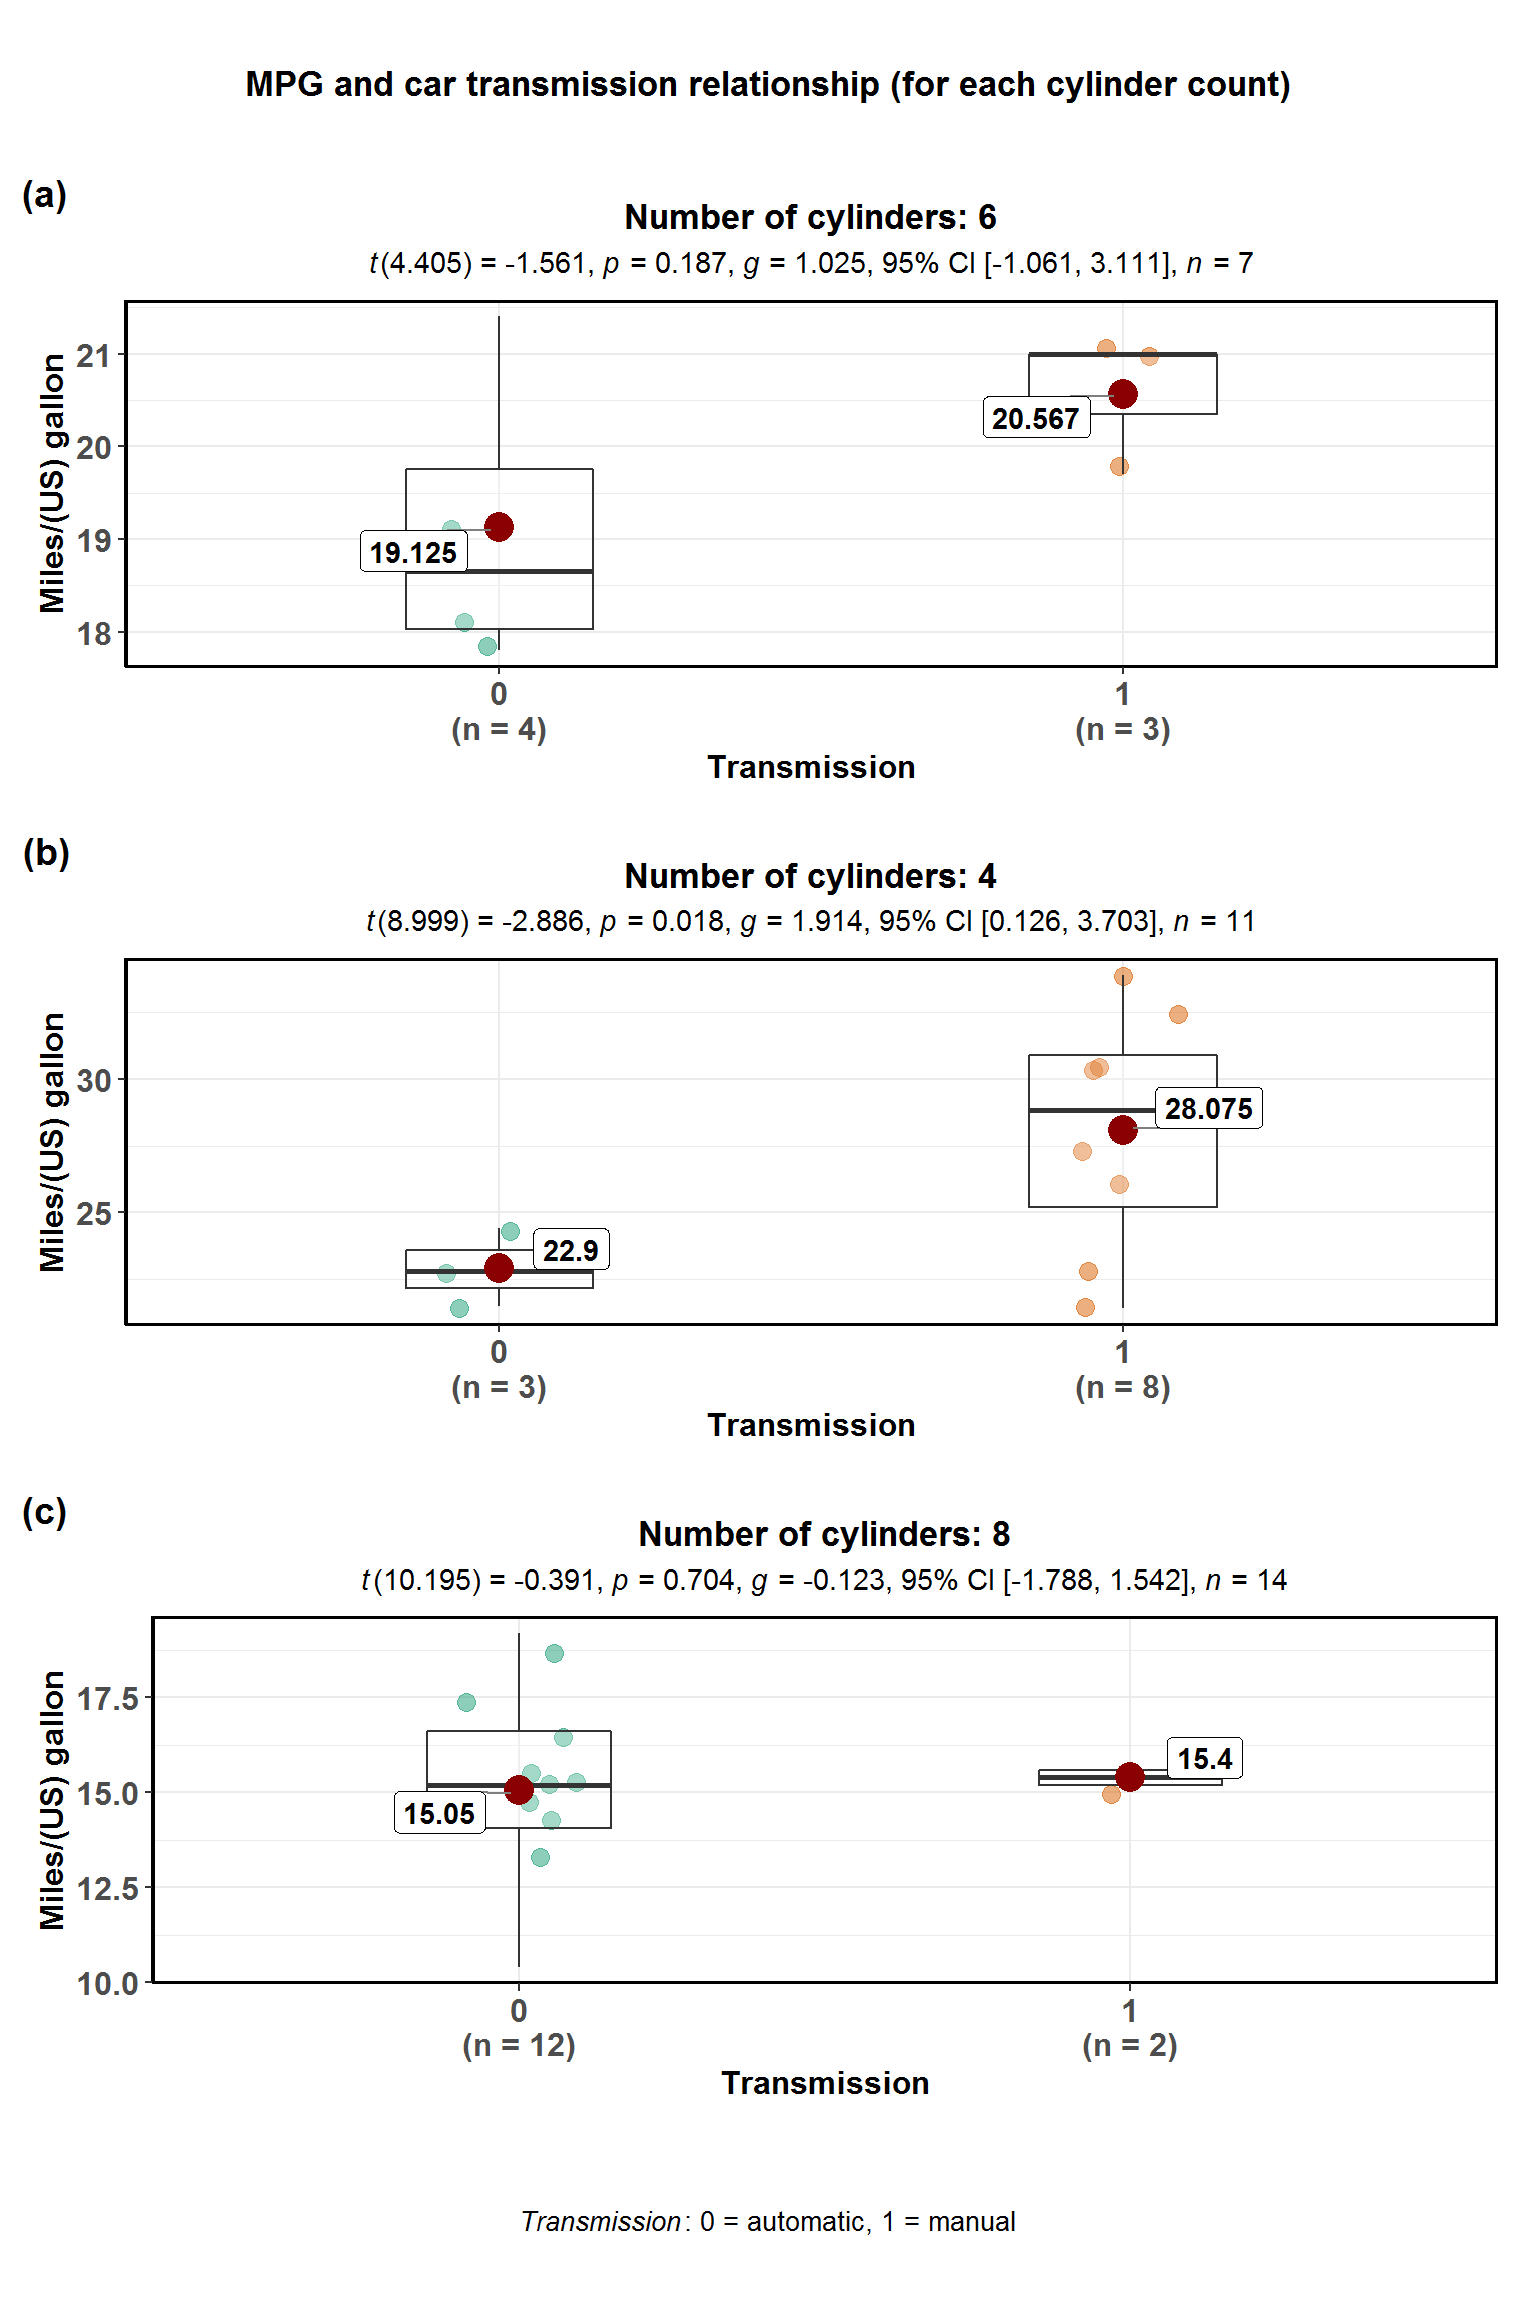 MPG and car transmission relationship (for each cylinder count)
(a)
Number of cylinders: 6
t(4.405) = -1.561, p = 0.187, g = 1.025, 95% CI [-1.061, 3.111], n = 7
Miles/(US) gallon
21
20
19
18
20.567
19.125
0
(n = 4)
1
(n = 3)
Transmission
(b)
Number of cylinders: 4
t(8.999) = -2.886, p = 0.018, g = 1.914, 95% CI [0.126, 3.703], n = 11
Miles/(US) gallon
30
25
28.075
22.9
0
(n = 3)
1
(n = 8)
Transmission
(c)
Number of cylinders: 8
t(10.195) = -0.391, p = 0.704, g = -0.123, 95% CI [-1.788, 1.542], n = 14
Miles/(US) gallon
17.5
15.0
12.5
10.0
15.4
15.05
0
(n = 12)
1
(n = 2)
Transmission
Transmission: 0 = automatic, 1 = manual